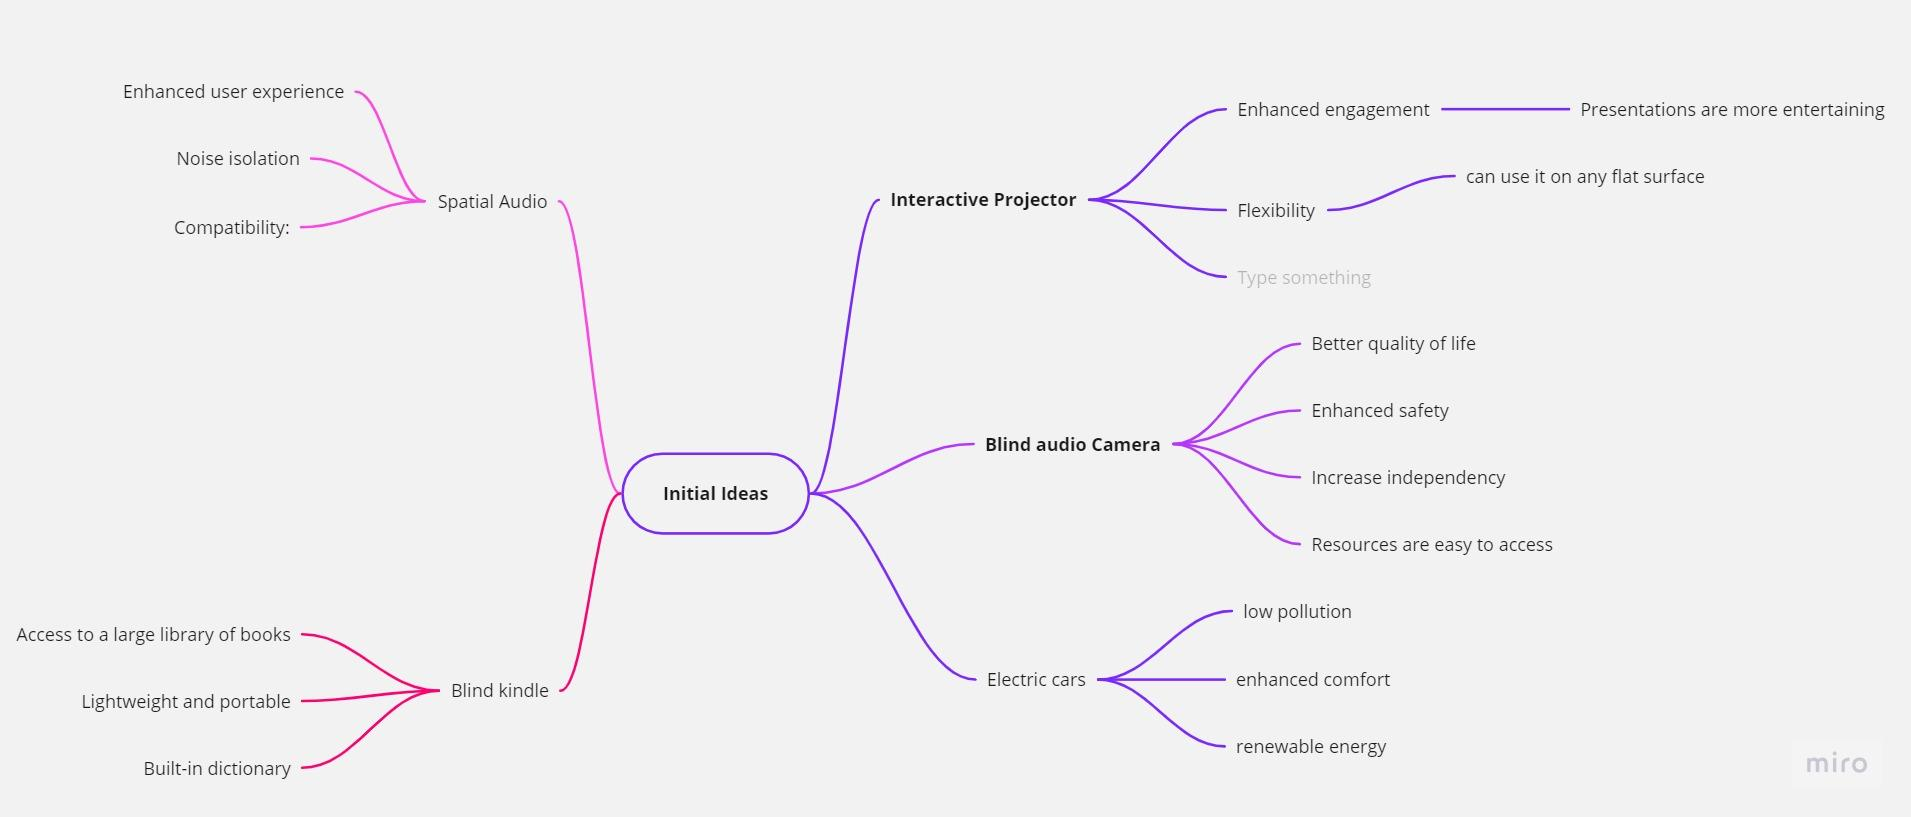 Enhanced user experience
Noise isolation
Compatibility:
Spatial Audio
Access to a large library of books
Lightweight and portable
Built-in dictionary
Blind kindle
Initial Ideas
Interactive Projector
Enhanced engagement
Presentations are more entertaining
Flexibility
can use it on any flat surface
Type something
Blind audio Camera
Better quality of life
Enhanced safety
Increase independency
Resources are easy to access
Electric cars
low pollution
enhanced comfort
renewable energy
miro